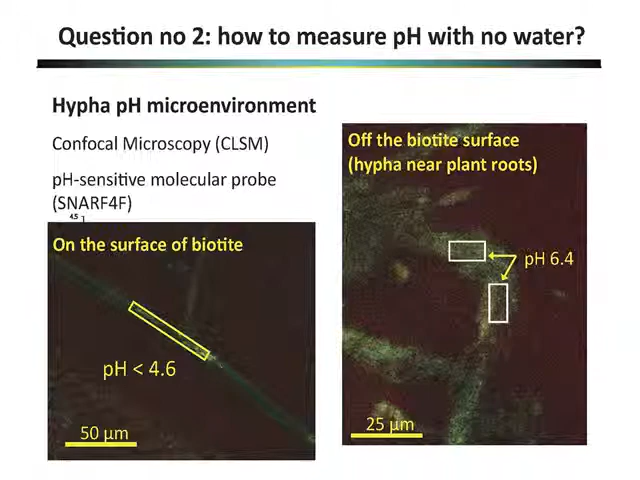 Question no 2: how to measure pH with no water?
Hypha pH microenvironment
Confocal Microscopy (CLSM)
pH-sensitive molecular probe
(SNARF4F)
4.5 ]
On the surface of biotite
pH < 4.6
50 µm
Off the biotite surface
(hypha near plant roots)
pH 6.4
25 µm